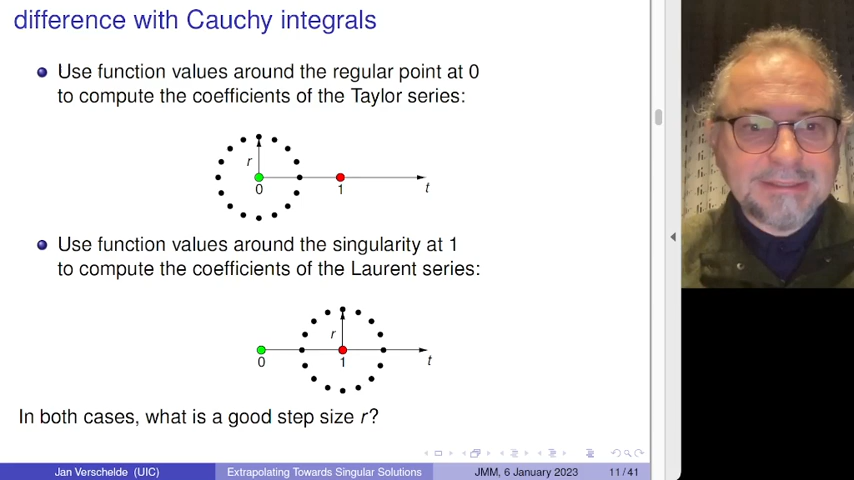 difference with Cauchy integrals
Use function values around the regular point at 0
to compute the coefficients of the Taylor series:
r
0
1
t
Use function values around the singularity at 1
to compute the coefficients of the Laurent series:
r
0
1
t
In both cases, what is a good step size r?
Jan Verschelde (UIC)
Extrapolating Towards Singular Solutions
JMM, 6 January 2023
11 / 41